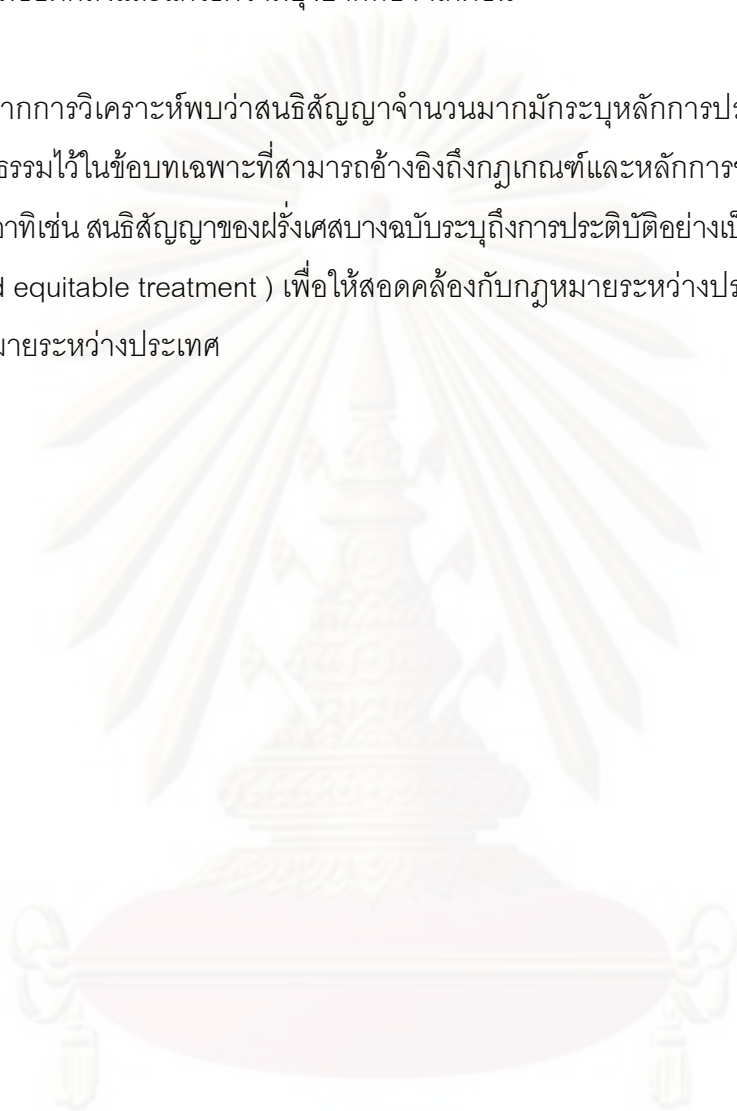 ากการวิเคราะห์พบว่าสนธิสัญญาจำนวนมากมักระบุหลักการปร
ธรรมไว้ในข้อบทเฉพาะที่สามารถอ้างอิงถึงกฎเกณฑ์และหลักการข
าทิเช่น สนธิสัญญาของฝรั่งเศสบางฉบับระบุถึงการประติบัติอย่างเป็
d equitable treatment ) เพื่อให้สอดคล้องกับกฎหมายระหว่างปร
มายระหว่างประเทศ